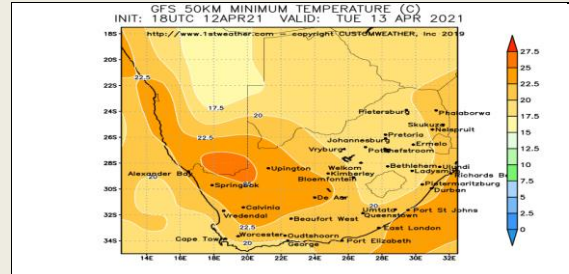 GFS 50KM MINIMUM TEMPERATURE (C)
INIT: 18UTC 12APR21 VALID: TUE 13 APR 2021
http://www.1stweather.com – copyright CUSTOMWEATHER, Inc 2019
18S
20S
22S
24S
26S
28S
30S
32S
34S
14E 16E 18E 20E 22E 24E 26E 28E 30E 32E
22.5
17.5
20
22.5
20
20
22.5
20
20
Pietersburg
Phalaborwa
Skukuza
Nelspruit
Pretoria
Johannesburg
Ermelo
Vryburg
Potchefstroom
Welkom
Bethlehem
Ulundi
Alexander Bay
Upington
Kimberley
Ladysmith
Richards B
Springbok
Bloemfontein
Pietermaritzburg
Durban
De Aar
Calvinia
Umtata
Port St Johns
Vredendal
Beaufort West
Queenstown
East London
Worcester
Oudtshoorn
Cape Town
George
Port Elizabeth
27.5
25
22.5
20
17.5
15
12.5
10
7.5
5
2.5
0